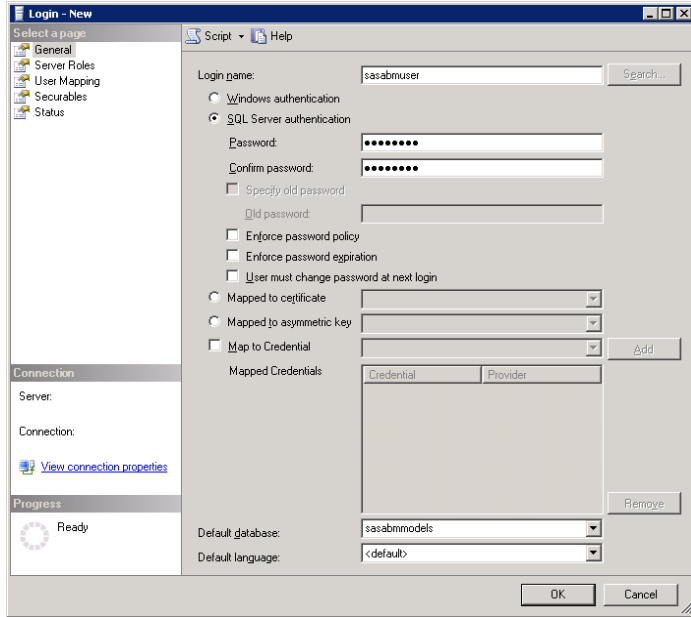 Login - New
Select a page
General
Server Roles
User Mapping
Securables
Status
Script Help
Login name: sasabmuser Search...
Windows authentication
SQL Server authentication
Password: ●●●●●●●●
Confirm password: ●●●●●●●●
Specify old password
Old password:
Enforce password policy
Enforce password expiration
User must change password at next login
Mapped to certificate
Mapped to asymmetric key
Map to Credential Add
Mapped Credentials Credential Provider
Remove
Default database: sasabmmodels
Default language: <default>
Connection
Server:
Connection:
View connection properties
Progress
Ready
OK Cancel